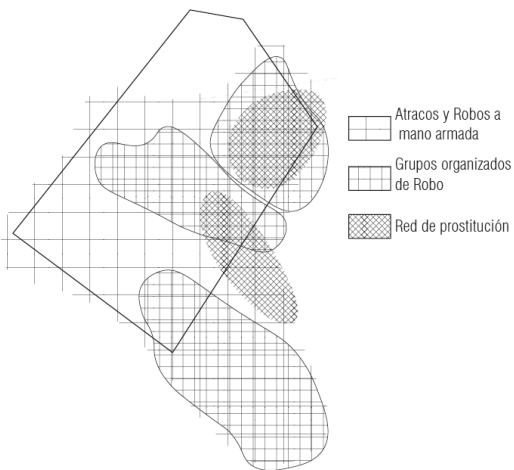 Atracos y Robos a
mano armada
Grupos organizados
de Robo
Red de prostitución